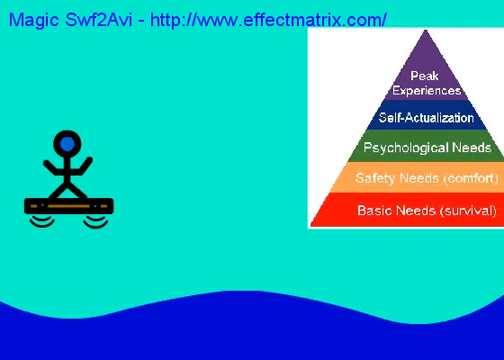 Magic Swf2Avi - http://www.effectmatrix.com/
Peak
Experiences
Self-Actualization
Psychological Needs
Safety Needs (comfort)
Basic Needs (survival)